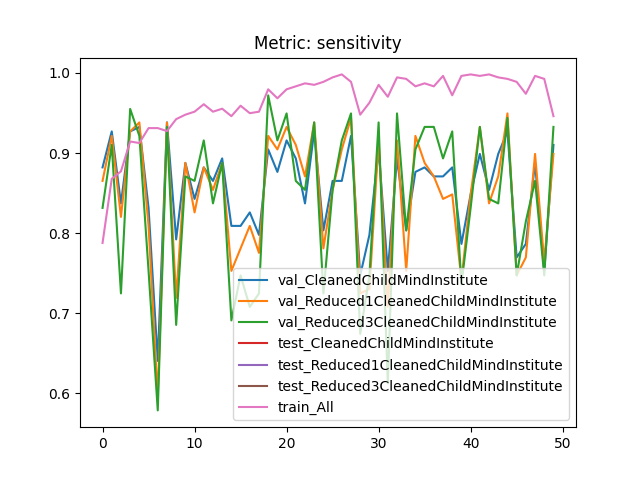 Metric: sensitivity
1.0
0.9
0.8
0.7
0.6
0
10
20
30
40
50
val_CleanedChildMindInstitute
val_Reduced1CleanedChildMindInstitute
val_Reduced3CleanedChildMindInstitute
test_CleanedChildMindInstitute
test_Reduced1CleanedChildMindInstitute
test_Reduced3CleanedChildMindInstitute
train_All